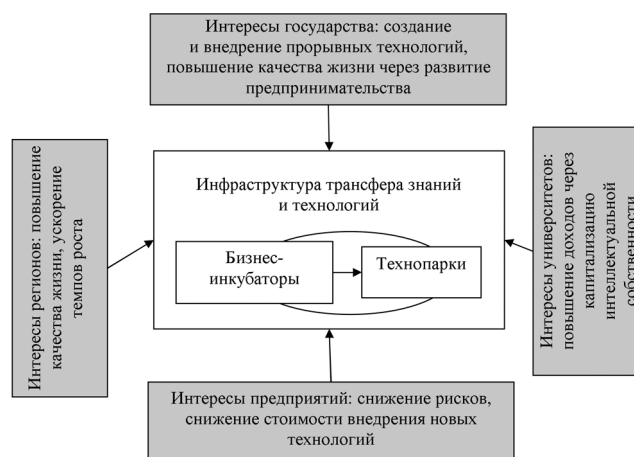 Интересы государства: создание
и внедрение прорывных технологий,
повышение качества жизни через развитие
предпринимательства
Интересы регионов: повышение
качества жизни, ускорение
темпов роста
Инфраструктура трансфера знаний
и технологий
Бизнес-
инкубаторы
Технопарки
Интересы университетов:
повышение доходов через
капитализацию
интеллектуальной
собственности
Интересы предприятий: снижение рисков,
снижение стоимости внедрения новых
технологий